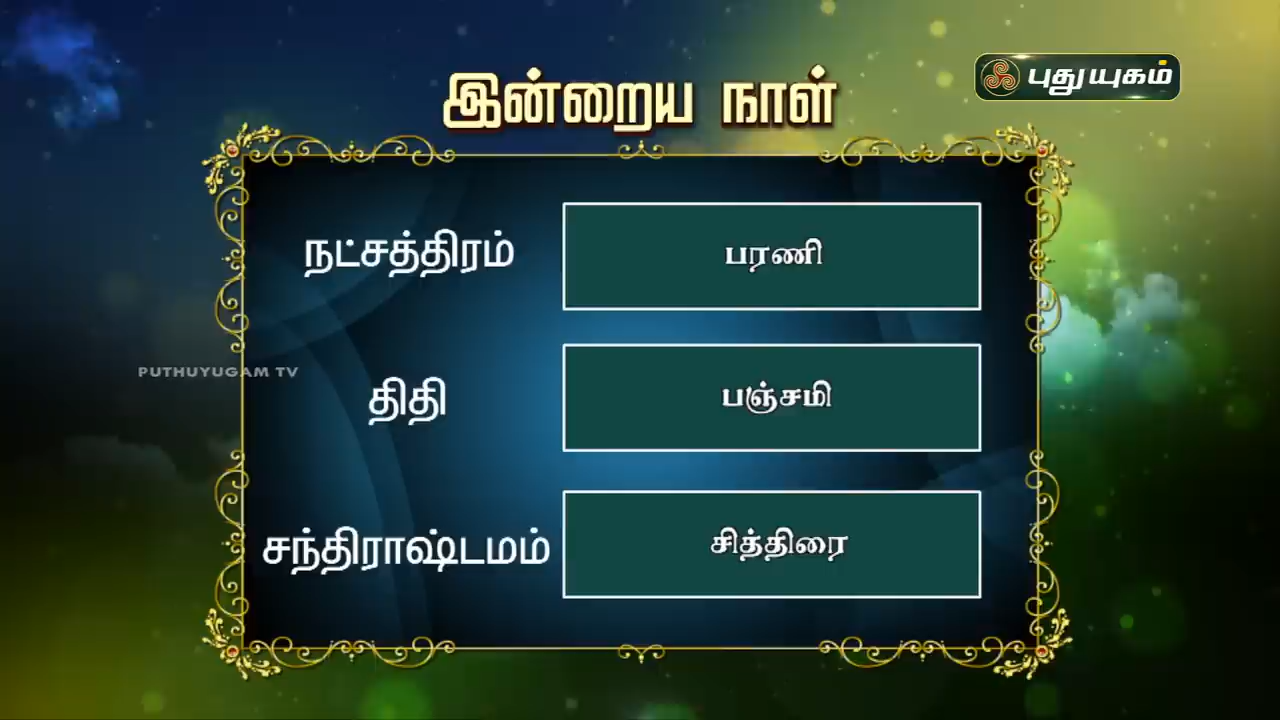 இன்றைய நாள்
புதுயுகம்
நட்சத்திரம் பரணி
PUTHUYUGAM TV
திதி பஞ்சமி
சந்திராஷ்டமம் சித்திரை